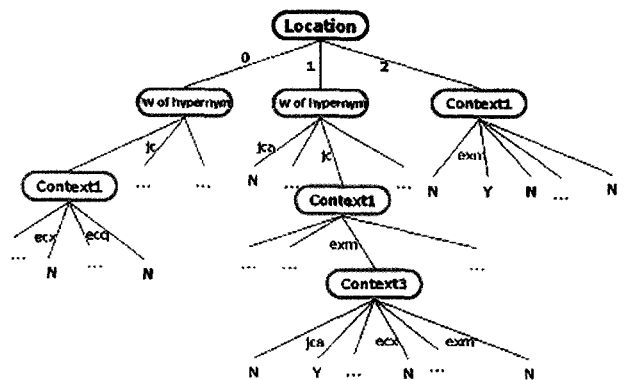 Location
0 1 2
W of hypernym W of hypernym Context1
jc jca jc exm
Context1 ... ... N ... ... N Y N ... N
Context1
ecx ecq exm
... N ... N ... ... ...
Context3
jca ecx exm
N Y ... N ... N